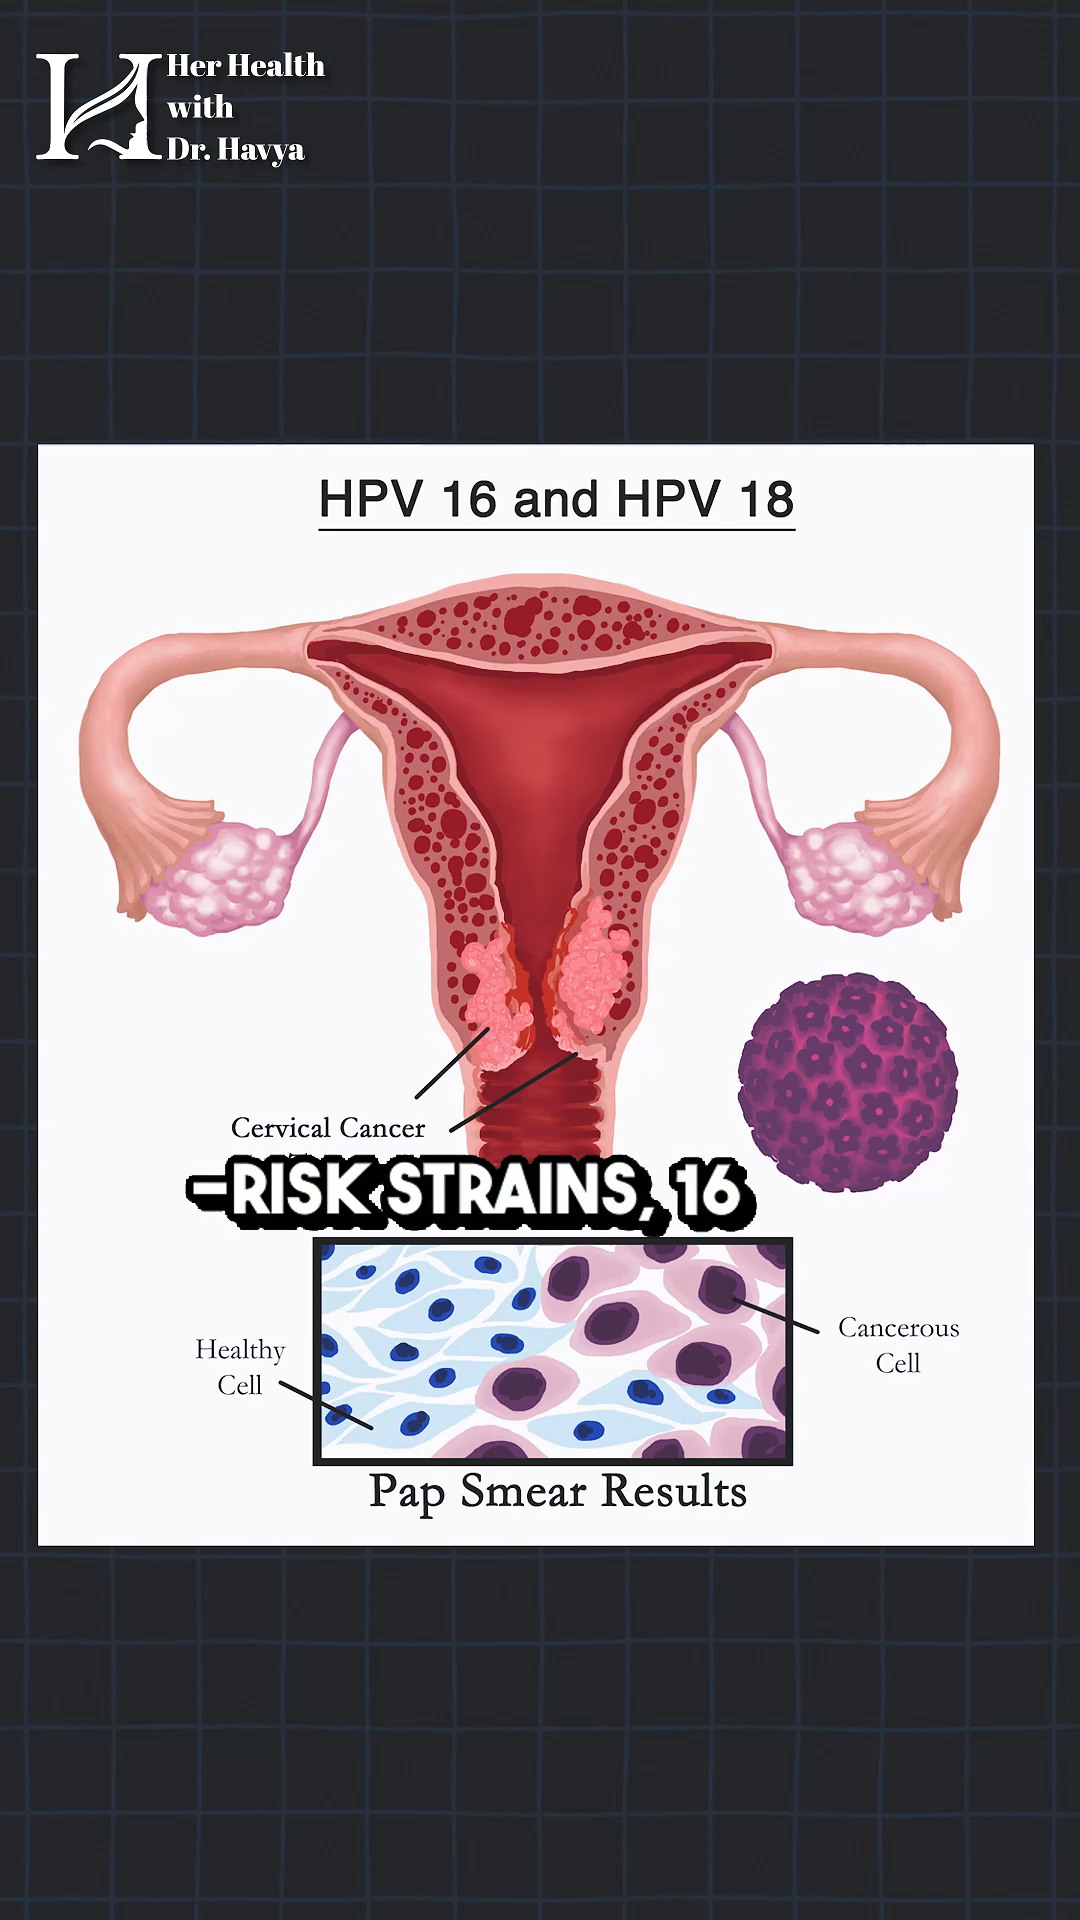 Her Health
with
Dr. Havya
HPV 16 and HPV 18
Cervical Cancer
-RISK STRAINS, 16
Healthy
Cell
Cancerous
Cell
Pap Smear Results